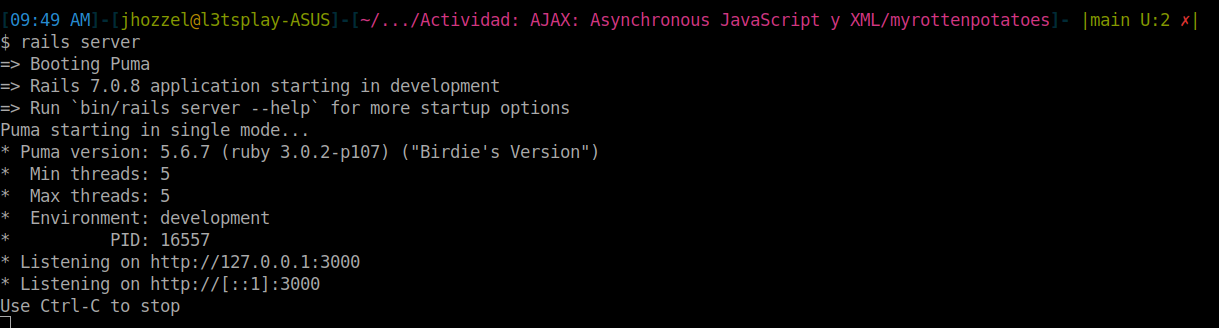 [09:49 AM]-[jhozzel@l3tsplay-ASUS]-[~/.../Actividad: AJAX: Asynchronous JavaScript y XML/myrottenpotatoes]- |main U:2 ✗|
$ rails server
=> Booting Puma
=> Rails 7.0.8 application starting in development
=> Run `bin/rails server --help` for more startup options
Puma starting in single mode...
* Puma version: 5.6.7 (ruby 3.0.2-p107) ("Birdie's Version")
*  Min threads: 5
*  Max threads: 5
*  Environment: development
*          PID: 16557
* Listening on http://127.0.0.1:3000
* Listening on http://[::1]:3000
Use Ctrl-C to stop